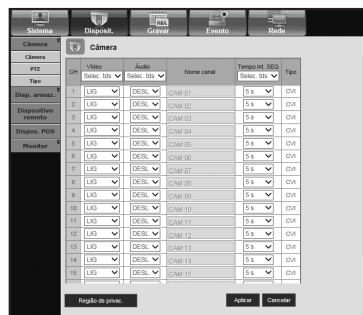 Sistema Disposit. Gravar Evento Rede
REC
Câmera
Câmera
PTZ
Tipo
Disp. armaz.
Dispositivo remoto
Dispos. POS
Monitor
Câmera
CH Vídeo Áudio Nome canal Tempo int. SEQ Tipo
Selec. tds Selec. tds Selec. tds
1 LIG DESL CAM 01 5 s CVI
2 LIG DESL CAM 02 5 s CVI
3 LIG DESL CAM 03 5 s CVI
4 LIG DESL CAM 04 5 s CVI
5 LIG DESL CAM 05 5 s CVI
6 LIG DESL CAM 06 5 s CVI
7 LIG DESL CAM 07 5 s CVI
8 LIG DESL CAM 08 5 s CVI
9 LIG DESL CAM 09 5 s CVI
10 LIG DESL CAM 10 5 s CVI
11 LIG DESL CAM 11 5 s CVI
12 LIG DESL CAM 12 5 s CVI
13 LIG DESL CAM 13 5 s CVI
14 LIG DESL CAM 14 5 s CVI
15 LIG DESL CAM 15 5 s CVI
Região de privac. Aplicar Cancelar